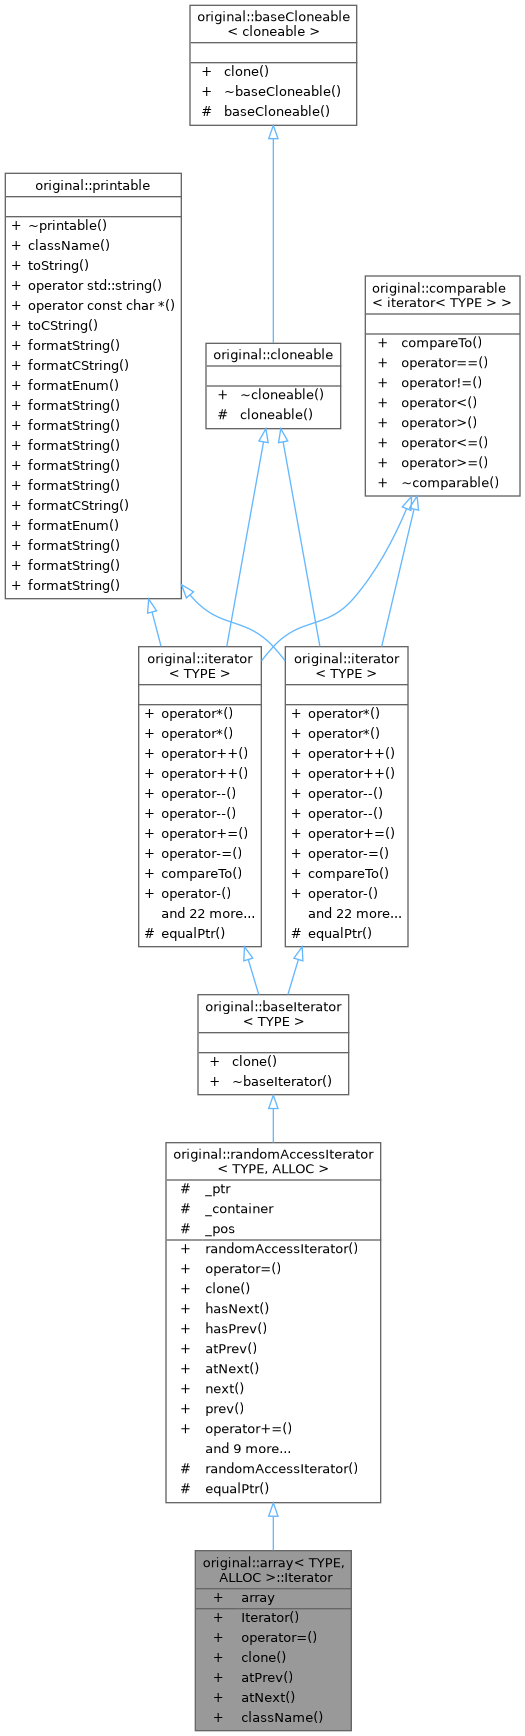 original::baseCloneable
< cloneable >
+ clone()
+ ~baseCloneable()
# baseCloneable()
original::printable
+ ~printable()
+ className()
+ toString()
+ operator std::string()
+ operator const char *()
+ toCString()
+ formatString()
+ formatCString()
+ formatEnum()
+ formatString()
+ formatString()
+ formatString()
+ formatString()
+ formatString()
+ formatCString()
+ formatEnum()
+ formatString()
+ formatString()
+ formatString()
original::comparable
< iterator< TYPE > >
+ compareTo()
+ operator==()
+ operator!=()
+ operator<()
+ operator>()
+ operator<=()
+ operator>=()
+ ~comparable()
original::cloneable
+ ~cloneable()
# cloneable()
original::iterator
< TYPE >
+ operator*()
+ operator*()
+ operator++()
+ operator++()
+ operator--()
+ operator--()
+ operator+=()
+ operator-=()
+ compareTo()
+ operator-()
and 22 more...
# equalPtr()
original::iterator
< TYPE >
+ operator*()
+ operator*()
+ operator++()
+ operator++()
+ operator--()
+ operator--()
+ operator+=()
+ operator-=()
+ compareTo()
+ operator-()
and 22 more...
# equalPtr()
original::baseIterator
< TYPE >
+ clone()
+ ~baseIterator()
original::randomAccessIterator
< TYPE, ALLOC >
# _ptr
# _container
# _pos
+ randomAccessIterator()
+ operator=()
+ clone()
+ hasNext()
+ hasPrev()
+ atPrev()
+ atNext()
+ next()
+ prev()
+ operator+=()
and 9 more...
# randomAccessIterator()
# equalPtr()
original::array< TYPE,
ALLOC >::Iterator
+ array
+ Iterator()
+ operator=()
+ clone()
+ atPrev()
+ atNext()
+ className()